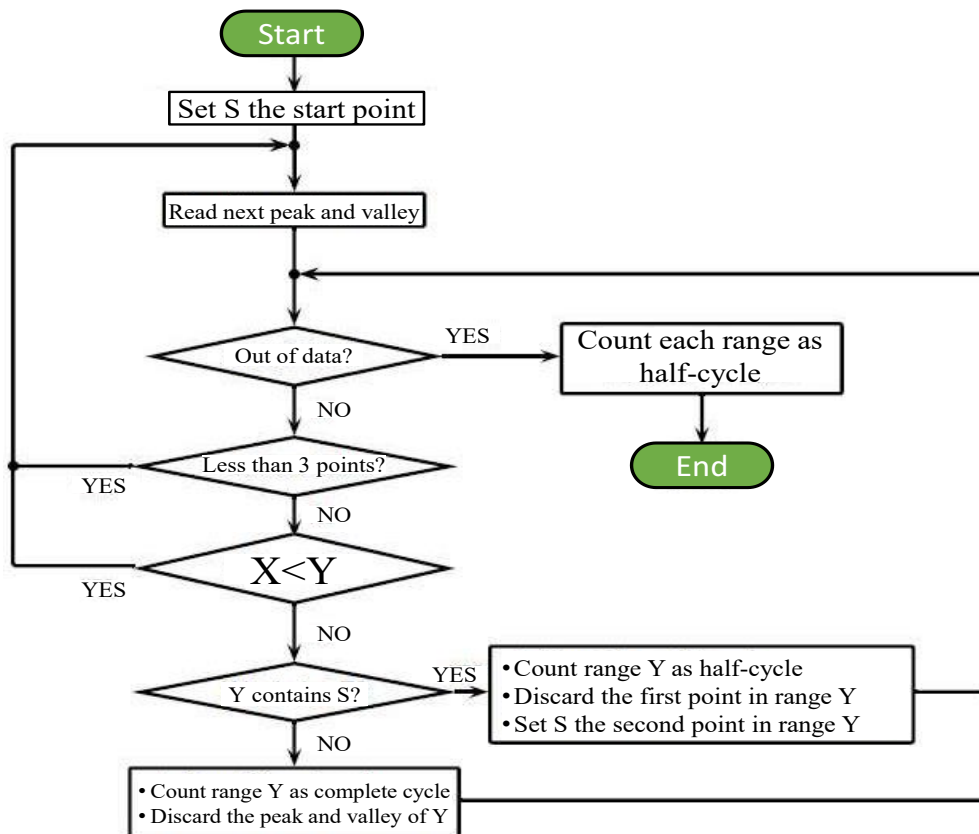 Start
Set S the start point
Read next peak and valley
Out of data?
YES
Count each range as
half-cycle
NO
End
Less than 3 points?
YES
NO
X<Y
YES
NO
Y contains S?
YES
• Count range Y as half-cycle
• Discard the first point in range Y
• Set S the second point in range Y
NO
• Count range Y as complete cycle
• Discard the peak and valley of Y